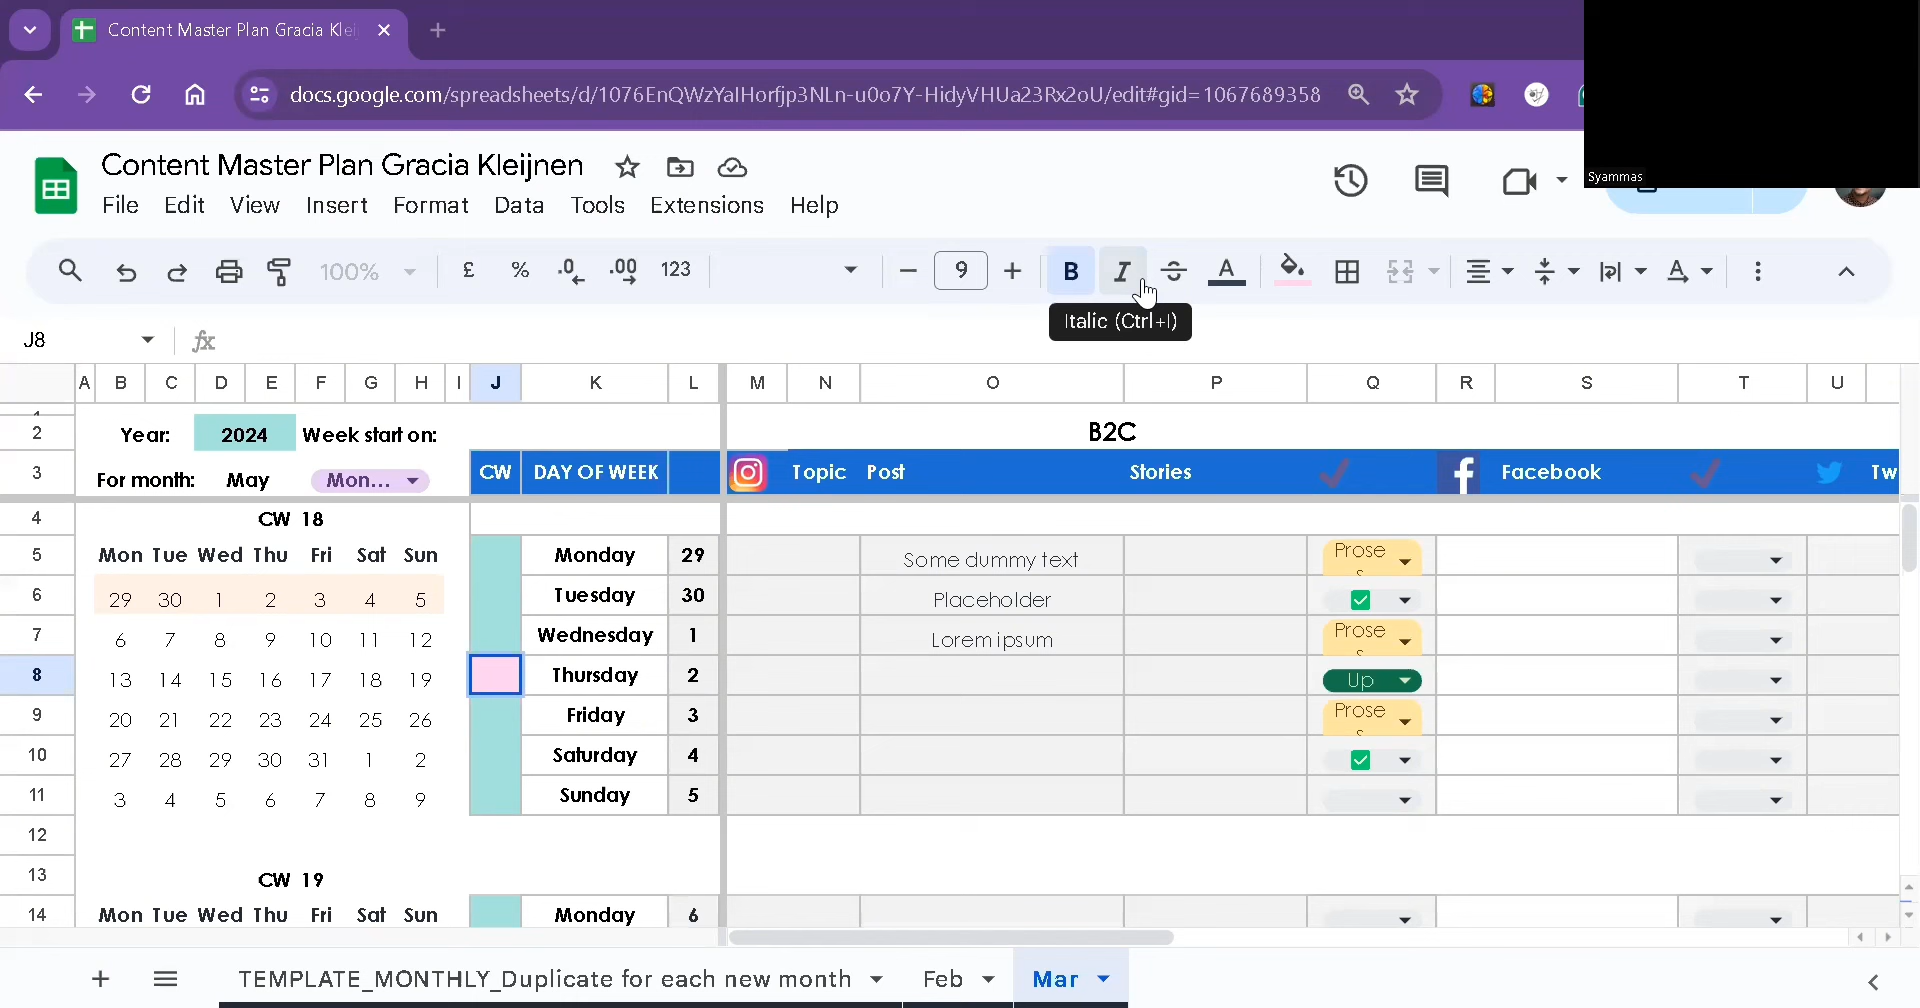 Content Master Plan Gracia Klei
docs.google.com/spreadsheets/d/1076EnQWzYaIHorfjp3NLn-u0o7Y-HidyVHUa23Rx2oU/edit#gid=1067689358
Syammas
Content Master Plan Gracia Kleijnen
File Edit View Insert Format Data Tools Extensions Help
100% £ % .0 .00 123 9 B I A
Italic (Ctrl+I)
J8 fx
A B C D E F G H I J K L M N O P Q R S T U
2 Year: 2024 Week start on: B2C
3 For month: May Mon... CW DAY OF WEEK Topic Post Stories Facebook Tw
4 CW 18
5 Mon Tue Wed Thu Fri Sat Sun Monday 29 Some dummy text Prose
6 29 30 1 2 3 4 5 Tuesday 30 Placeholder
7 6 7 8 9 10 11 12 Wednesday 1 Lorem ipsum Prose
8 13 14 15 16 17 18 19 Thursday 2 Up
9 20 21 22 23 24 25 26 Friday 3 Prose
10 27 28 29 30 31 1 2 Saturday 4
11 3 4 5 6 7 8 9 Sunday 5
12
13 CW 19
14 Mon Tue Wed Thu Fri Sat Sun Monday 6
TEMPLATE_MONTHLY_Duplicate for each new month Feb Mar